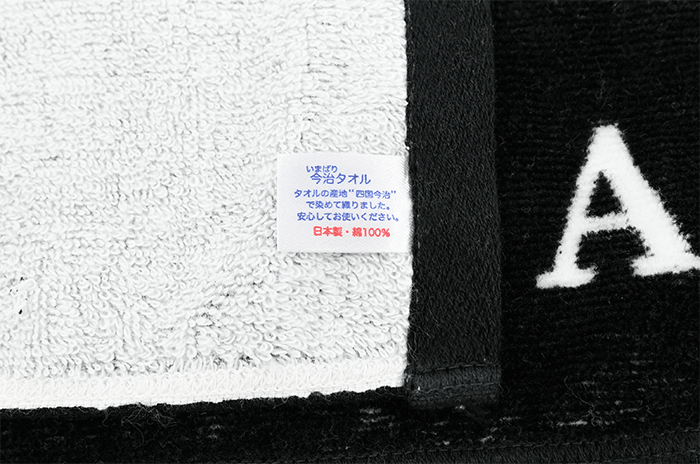 いまばり
今治タオル
タオルの産地"四国今治"
で染めて織りました。
安心してお使いください。
日本製・綿100%
A